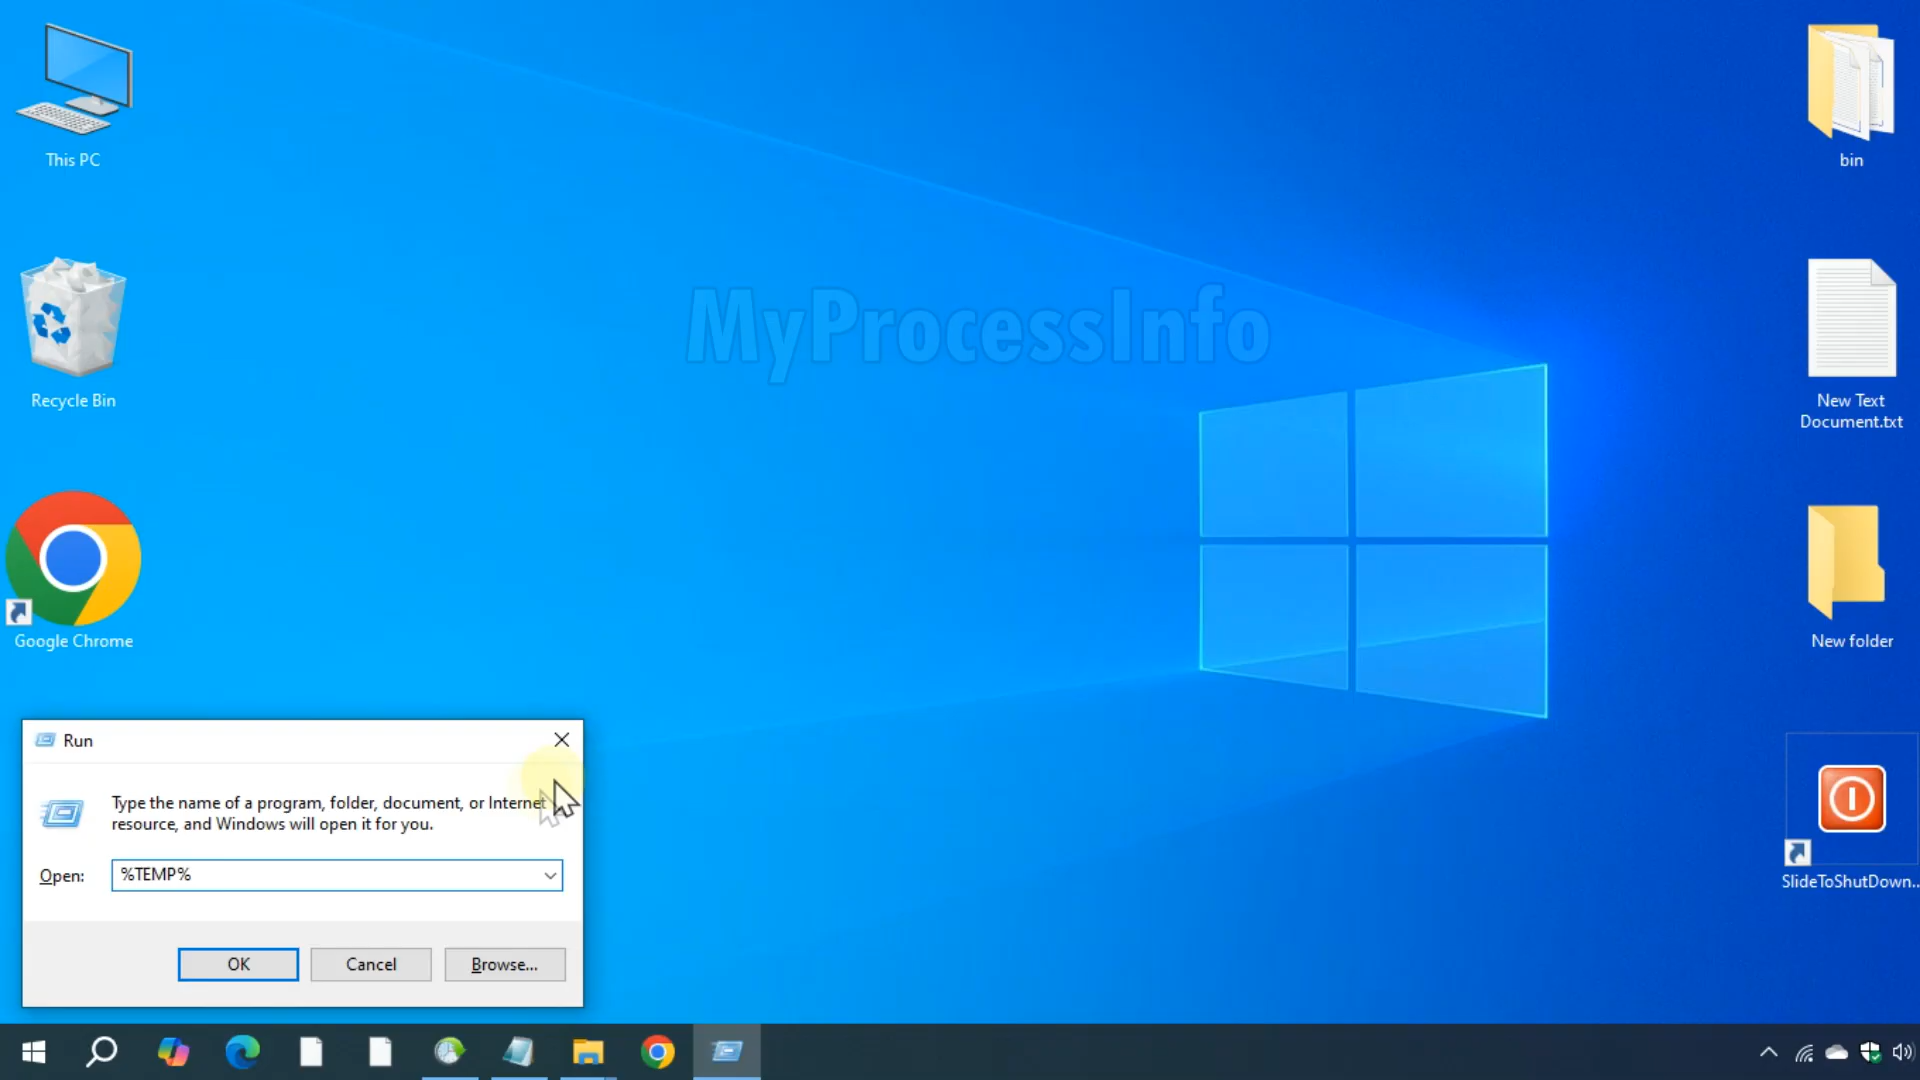 This PC
bin
MyProcessInfo
Recycle Bin
New Text
Document.txt
Google Chrome
New folder
Run
Type the name of a program, folder, document, or Internet
resource, and Windows will open it for you.
Open:
%TEMP%
OK
Cancel
Browse...
SlideToShutDown...